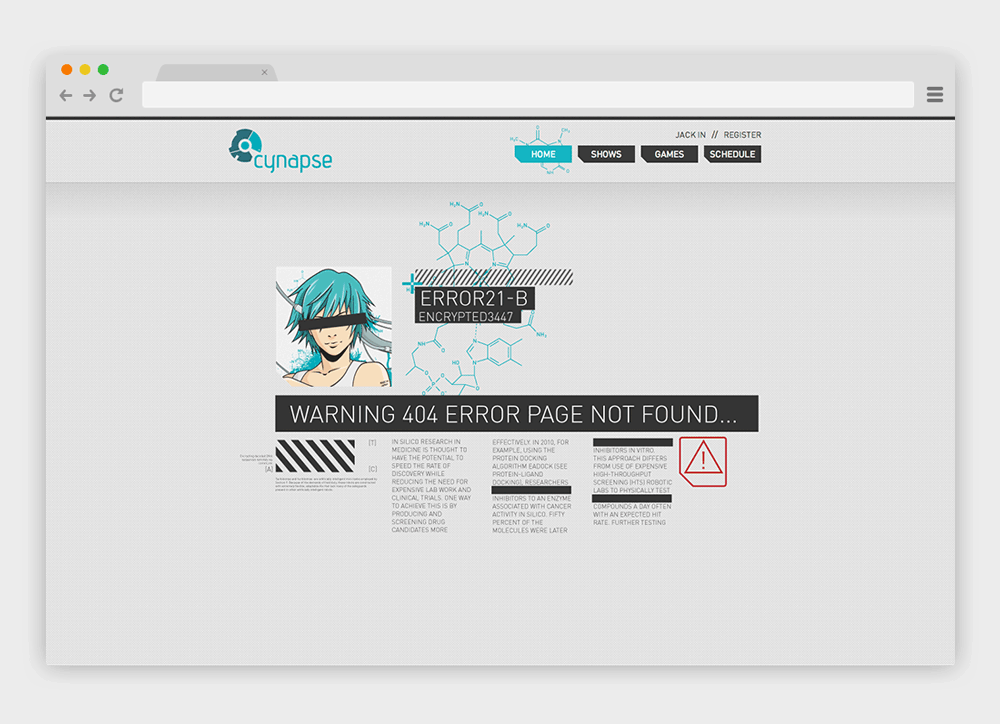 cynapse
JACK IN // REGISTER
HOME
SHOWS
GAMES
SCHEDULE
ERROR21-B
ENCRYPTED3447
WARNING 404 ERROR PAGE NOT FOUND...
[T]
[C]
[A]
IN SILICO RESEARCH IN
MEDICINE IS THOUGHT TO
HAVE THE POTENTIAL TO
SPEED THE RATE OF
DISCOVERY WHILE
REDUCING THE NEED FOR
EXPENSIVE LAB WORK AND
CLINICAL TRIALS. ONE WAY
TO ACHIEVE THIS IS BY
PRODUCING AND
SCREENING DRUG
CANDIDATES MORE
EFFECTIVELY. IN 2010, FOR
EXAMPLE, USING THE
PROTEIN DOCKING
ALGORITHM EADOCK (SEE
PROTEIN-LIGAND
DOCKING), RESEARCHERS
INHIBITORS TO AN ENZYME
ASSOCIATED WITH CANCER
ACTIVITY IN SILICO. FIFTY
PERCENT OF THE
MOLECULES WERE LATER
INHIBITORS IN VITRO.
THIS APPROACH DIFFERS
FROM USE OF EXPENSIVE
HIGH-THROUGHPUT
SCREENING (HTS) ROBOTIC
LABS TO PHYSICALLY TEST
COMPOUNDS A DAY OFTEN
WITH AN EXPECTED HIT
RATE. FURTHER TESTING